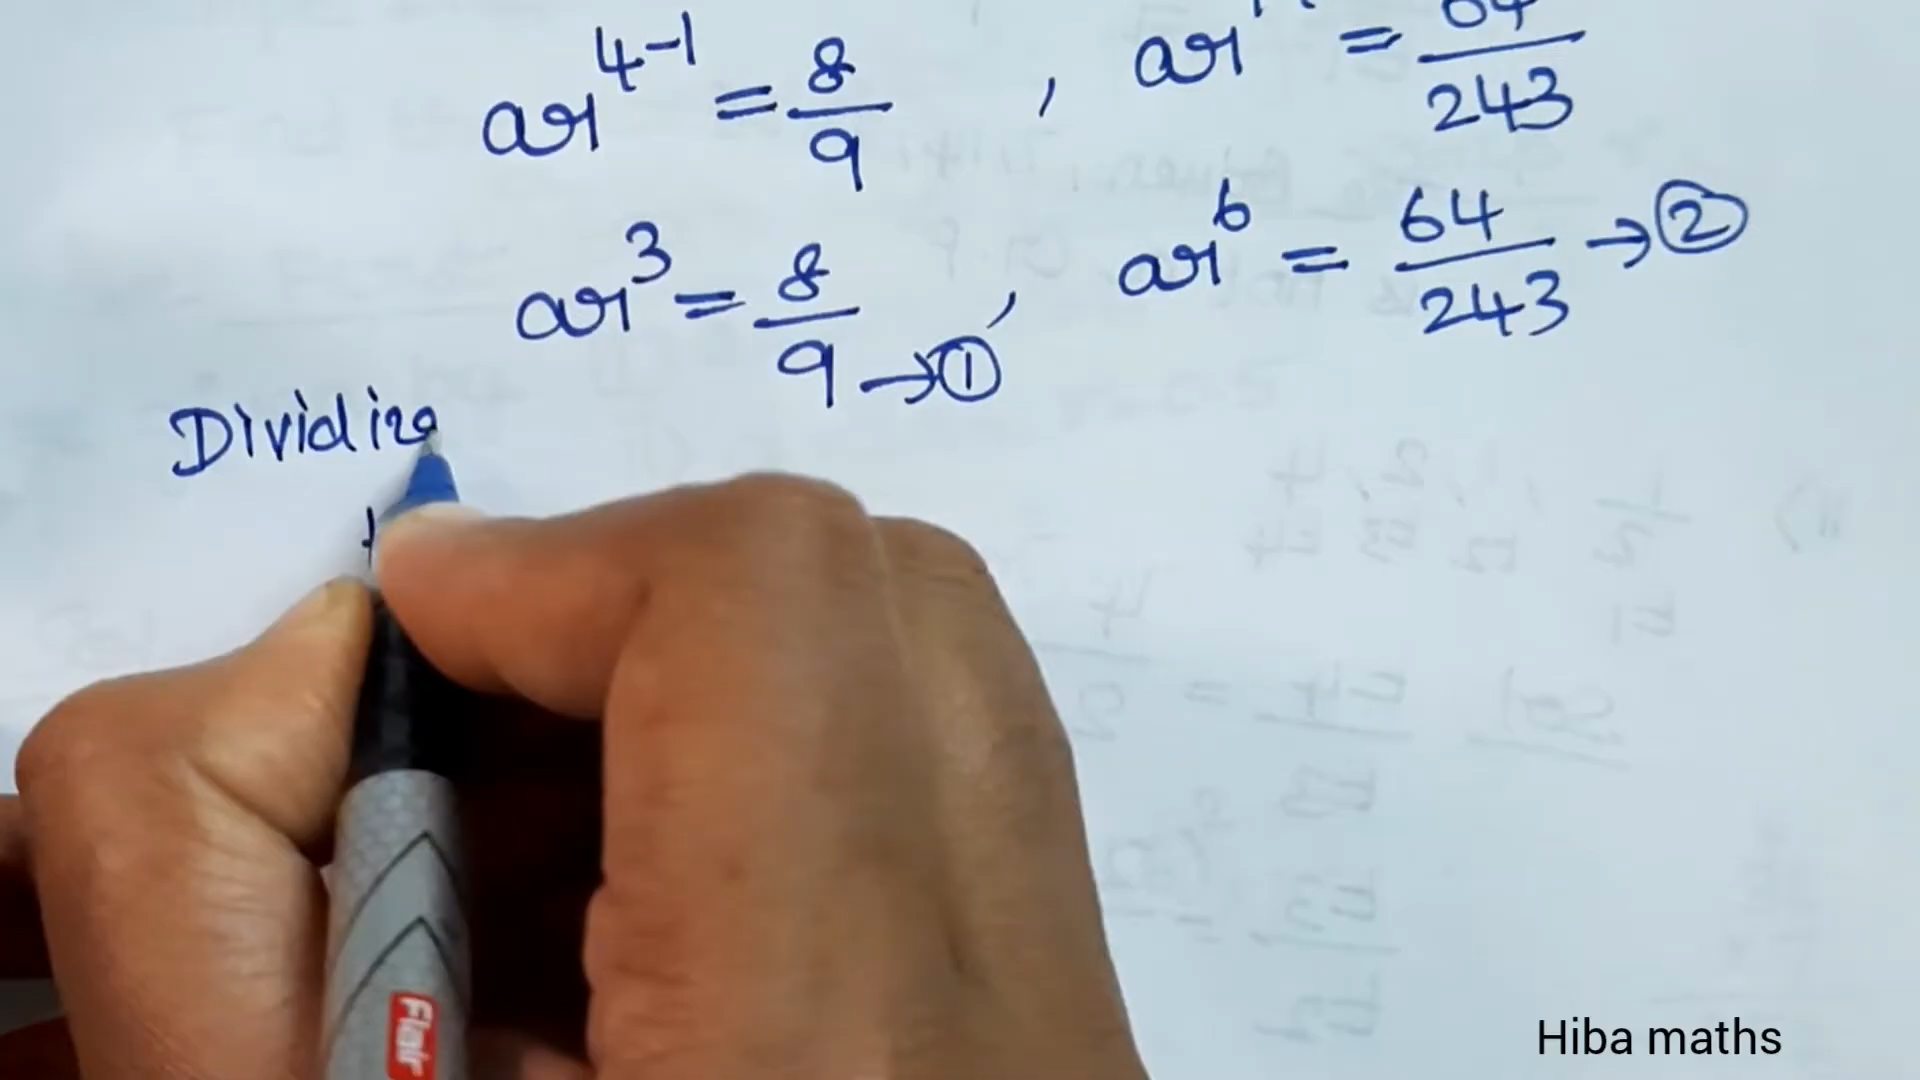 ar^4-1 = 8/9 , ar = 64/243
ar^3 = 8/9 → ① , ar^6 = 64/243 → ②
Flair
Hiba maths